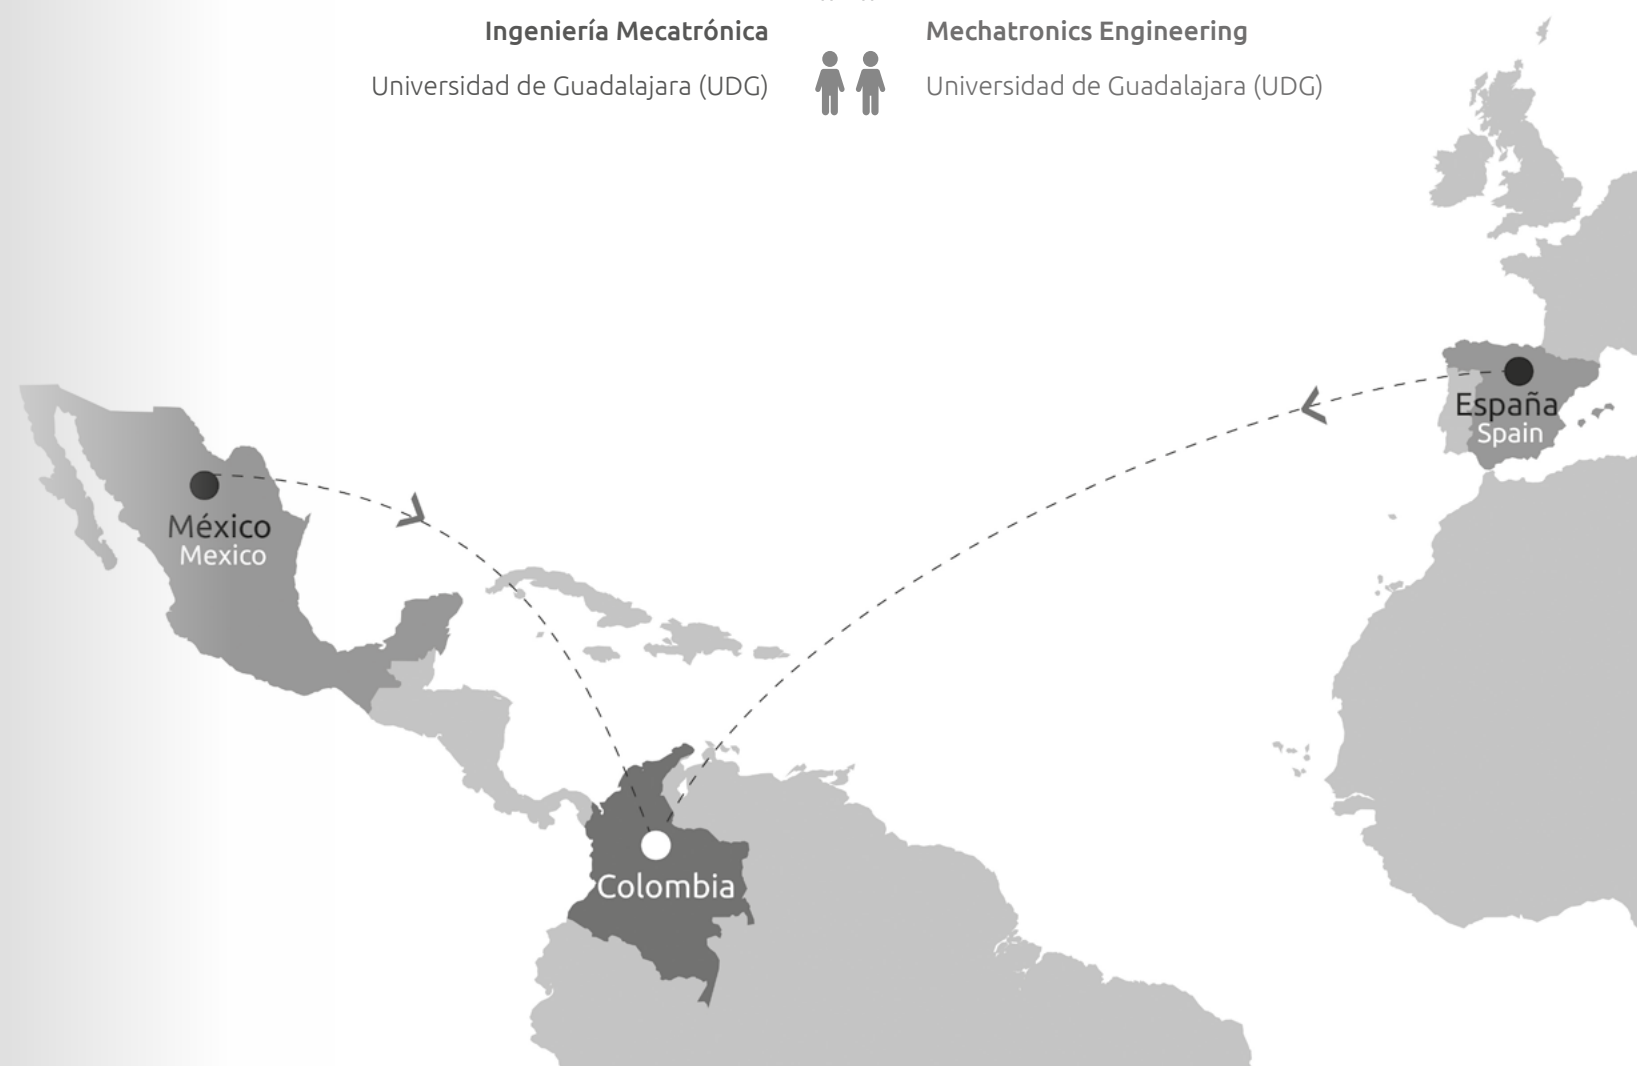 Ingeniería Mecatrónica
Universidad de Guadalajara (UDG)
Mechatronics Engineering
Universidad de Guadalajara (UDG)
España
Spain
México
Mexico
Colombia